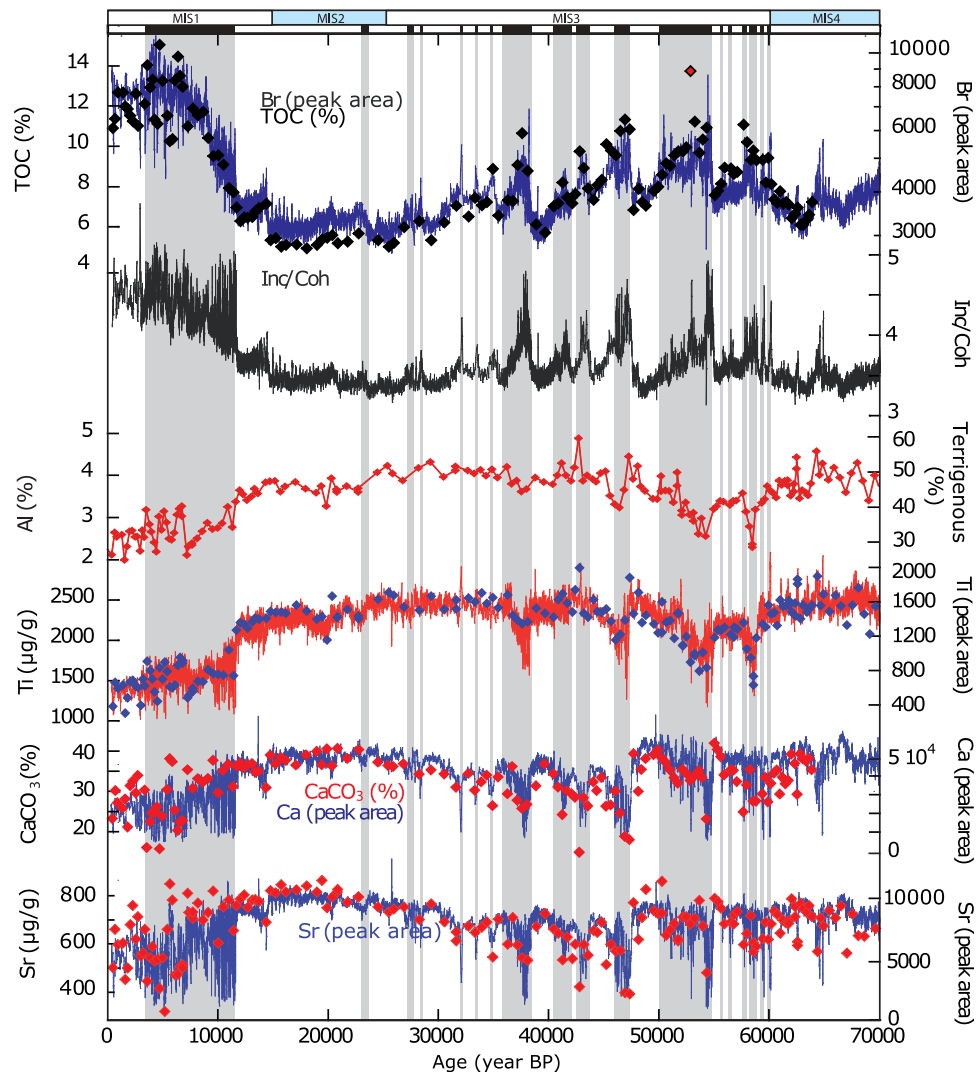 MIS1 MIS2 MIS3 MIS4
14
12
10
8
6
4
TOC (%)
Br (peak area)
TOC (%)
10000
8000
6000
4000
3000
Br (peak area)
Inc/Coh
5
4
3
Inc/Coh
5
4
3
2
Al (%)
60
50
40
30
Terrigenous (%)
2500
2000
1500
1000
Ti (µg/g)
2000
1600
1200
800
400
Ti (peak area)
40
30
20
CaCO3 (%)
CaCO3 (%)
Ca (peak area)
5 10^4
0
Ca (peak area)
800
600
400
Sr (µg/g)
Sr (peak area)
10000
5000
0
Sr (peak area)
0 10000 20000 30000 40000 50000 60000 70000
Age (year BP)